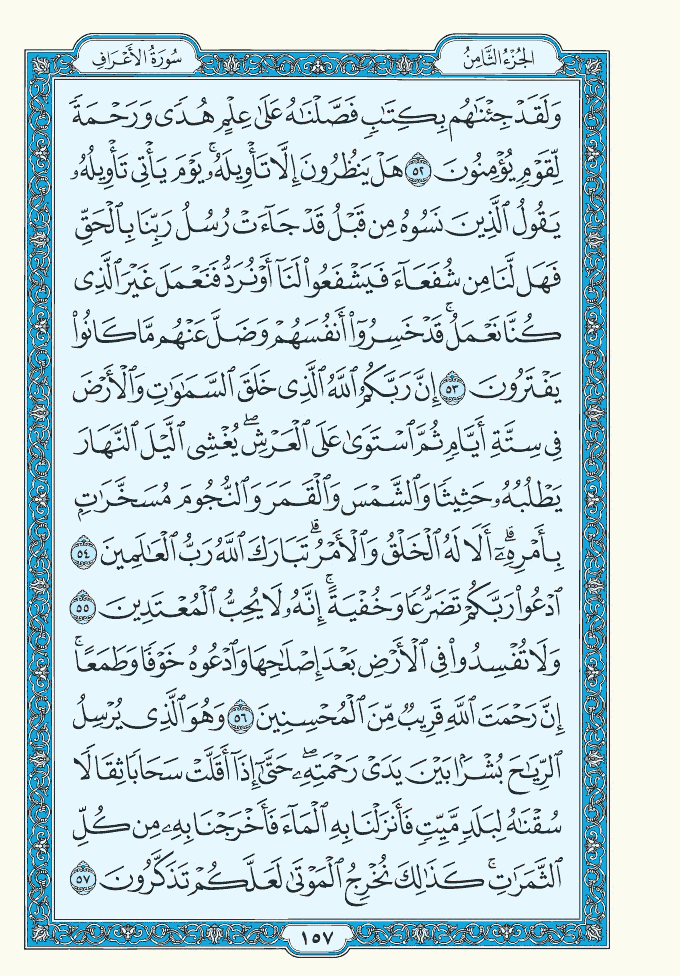 الجُزْءُ الثَّامِنُ
سُورَةُ الأَعْرَافِ
وَلَقَدْ جِئْنَٰهُم بِكِتَٰبٍ فَصَّلْنَٰهُ عَلَىٰ عِلْمٍ هُدًى وَرَحْمَةً
لِّقَوْمٍ يُؤْمِنُونَ ٥٢ هَلْ يَنظُرُونَ إِلَّا تَأْوِيلَهُۥۚ يَوْمَ يَأْتِى تَأْوِيلُهُۥ
يَقُولُ ٱلَّذِينَ نَسُوهُ مِن قَبْلُ قَدْ جَآءَتْ رُسُلُ رَبِّنَا بِٱلْحَقِّ
فَهَل لَّنَا مِن شُفَعَآءَ فَيَشْفَعُوا۟ لَنَآ أَوْ نُرَدُّ فَنَعْمَلَ غَيْرَ ٱلَّذِى
كُنَّا نَعْمَلُۚ قَدْ خَسِرُوٓا۟ أَنفُسَهُمْ وَضَلَّ عَنْهُم مَّا كَانُوا۟
يَفْتَرُونَ ٥٣ إِنَّ رَبَّكُمُ ٱللَّهُ ٱلَّذِى خَلَقَ ٱلسَّمَٰوَٰتِ وَٱلْأَرْضَ
فِى سِتَّةِ أَيَّامٍ ثُمَّ ٱسْتَوَىٰ عَلَى ٱلْعَرْشِۖ يُغْشِى ٱلَّيْلَ ٱلنَّهَارَ
يَطْلُبُهُۥ حَثِيثًا وَٱلشَّمْسَ وَٱلْقَمَرَ وَٱلنُّجُومَ مُسَخَّرَٰتٍۭ
بِأَمْرِهِۦٓۗ أَلَا لَهُ ٱلْخَلْقُ وَٱلْأَمْرُۗ تَبَارَكَ ٱللَّهُ رَبُّ ٱلْعَٰلَمِينَ ٥٤
ٱدْعُوا۟ رَبَّكُمْ تَضَرُّعًا وَخُفْيَةًۚ إِنَّهُۥ لَا يُحِبُّ ٱلْمُعْتَدِينَ ٥٥
وَلَا تُفْسِدُوا۟ فِى ٱلْأَرْضِ بَعْدَ إِصْلَٰحِهَا وَٱدْعُوهُ خَوْفًا وَطَمَعًاۚ
إِنَّ رَحْمَتَ ٱللَّهِ قَرِيبٌ مِّنَ ٱلْمُحْسِنِينَ ٥٦ وَهُوَ ٱلَّذِى يُرْسِلُ
ٱلرِّيَٰحَ بُشْرًۢا بَيْنَ يَدَىْ رَحْمَتِهِۦۖ حَتَّىٰٓ إِذَآ أَقَلَّتْ سَحَابًا ثِقَالًا
سُقْنَٰهُ لِبَلَدٍ مَّيِّتٍ فَأَنزَلْنَا بِهِ ٱلْمَآءَ فَأَخْرَجْنَا بِهِۦ مِن كُلِّ
ٱلثَّمَرَٰتِۚ كَذَٰلِكَ نُخْرِجُ ٱلْمَوْتَىٰ لَعَلَّكُمْ تَذَكَّرُونَ ٥٧
١٥٧